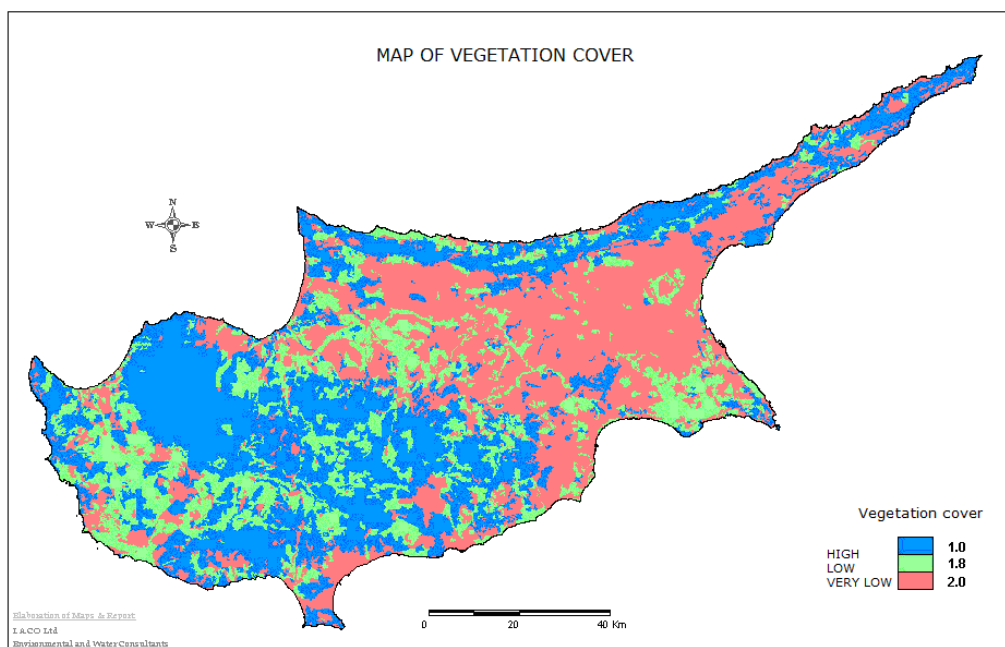 MAP OF VEGETATION COVER
N
W E
S
Vegetation cover
HIGH 1.0
LOW 1.8
VERY LOW 2.0
0 20 40 Km
Elaboration of Maps & Report
I.A.CO Ltd
Environmental and Water Consultants